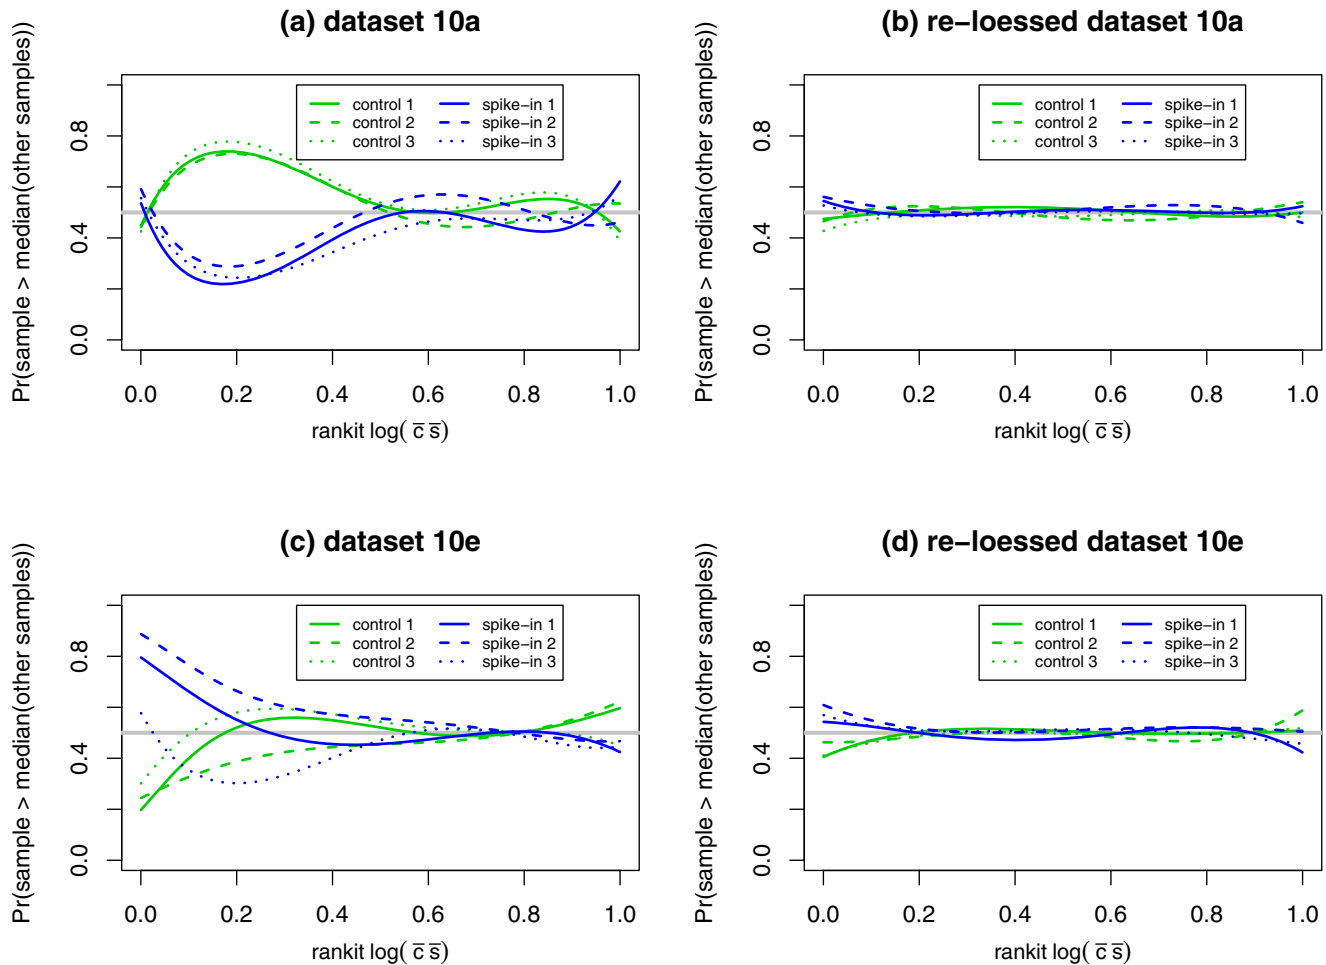 (a) dataset 10a
Pr(sample > median(other samples))
0.0 0.4 0.8
control 1 spike−in 1
control 2 spike−in 2
control 3 spike−in 3
0.0 0.2 0.4 0.6 0.8 1.0
rankit log( c̅ s̅ )
(b) re−loessed dataset 10a
Pr(sample > median(other samples))
0.0 0.4 0.8
control 1 spike−in 1
control 2 spike−in 2
control 3 spike−in 3
0.0 0.2 0.4 0.6 0.8 1.0
rankit log( c̅ s̅ )
(c) dataset 10e
Pr(sample > median(other samples))
0.0 0.4 0.8
control 1 spike−in 1
control 2 spike−in 2
control 3 spike−in 3
0.0 0.2 0.4 0.6 0.8 1.0
rankit log( c̅ s̅ )
(d) re−loessed dataset 10e
Pr(sample > median(other samples))
0.0 0.4 0.8
control 1 spike−in 1
control 2 spike−in 2
control 3 spike−in 3
0.0 0.2 0.4 0.6 0.8 1.0
rankit log( c̅ s̅ )